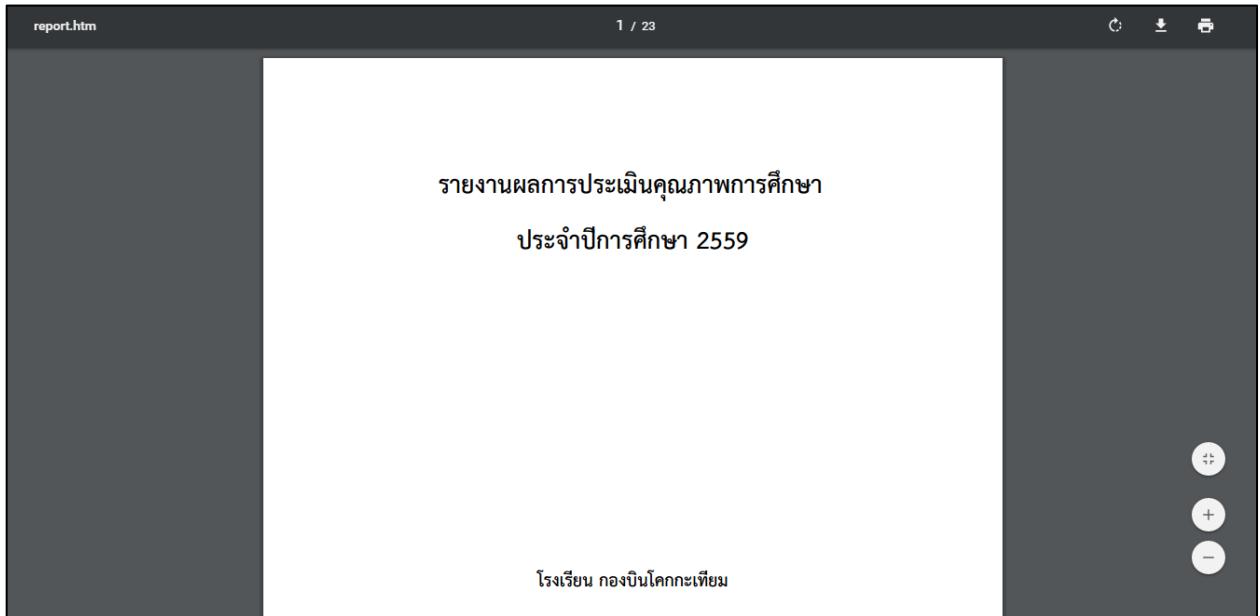 report.htm
1 / 23
รายงานผลการประเมินคุณภาพการศึกษา
ประจำปีการศึกษา 2559
โรงเรียน กองบินโคกกะเทียม